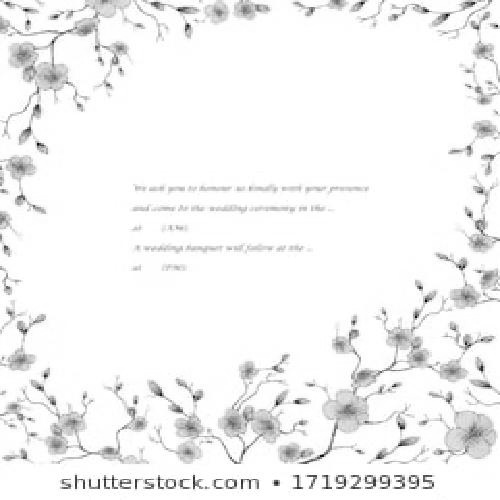 We ask you to honour us kindly with your presence
and come to the wedding ceremony in the ...
at (AM)
A wedding banquet will follow at the ...
at (PM)
shutterstock.com • 1719299395